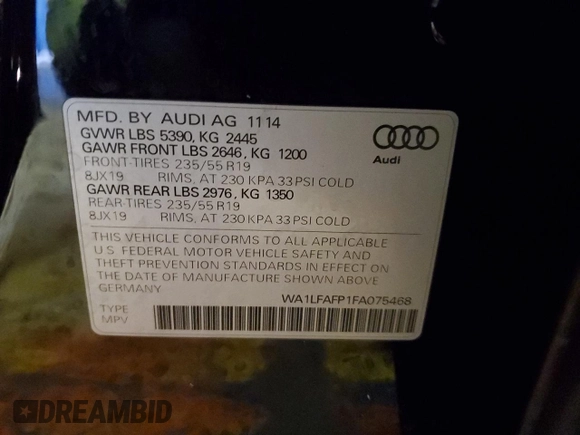 MFD. BY AUDI AG 11 14
GVWR LBS 5390, KG 2445
GAWR FRONT LBS 2646, KG 1200
FRONT-TIRES 235/55 R19
8JX19 RIMS, AT 230 KPA 33 PSI COLD
GAWR REAR LBS 2976, KG 1350
REAR-TIRES 235/55 R19
8JX19 RIMS, AT 230 KPA 33 PSI COLD
Audi
THIS VEHICLE CONFORMS TO ALL APPLICABLE
U.S. FEDERAL MOTOR VEHICLE SAFETY AND
THEFT PREVENTION STANDARDS IN EFFECT ON
THE DATE OF MANUFACTURE SHOWN ABOVE
GERMANY
WA1LFAFP1FA075468
TYPE
MPV
DREAMBID